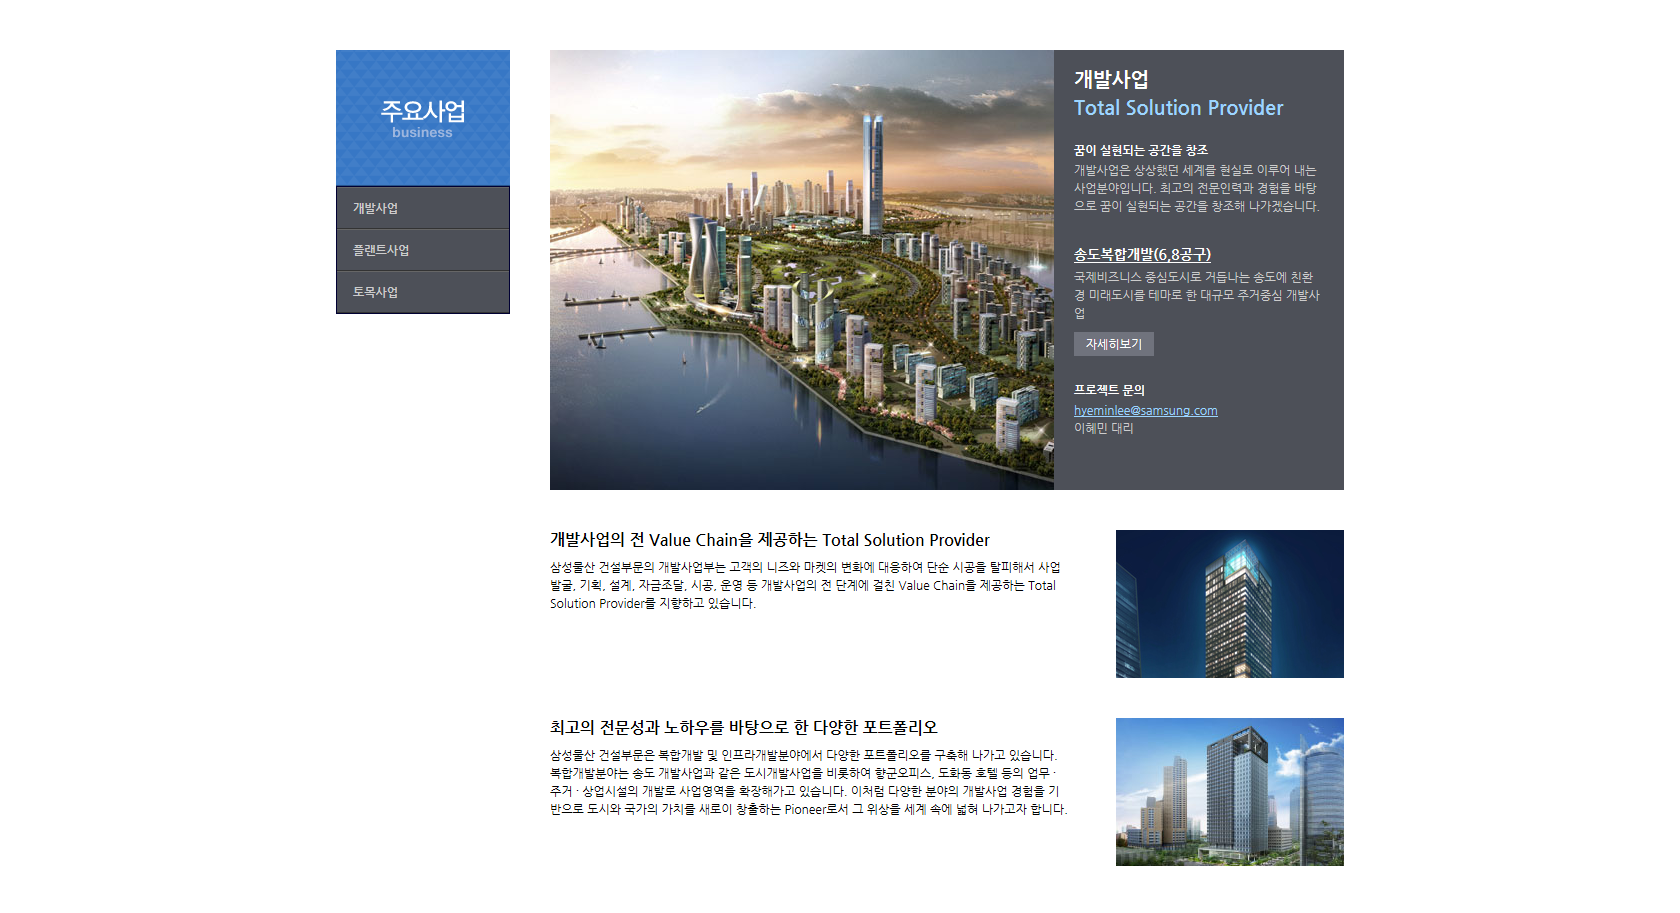 주요사업
business
개발사업
플랜트사업
토목사업
개발사업
Total Solution Provider
꿈이 실현되는 공간을 창조
개발사업은 상상했던 세계를 현실로 이루어 내는
사업분야입니다. 최고의 전문인력과 경험을 바탕
으로 꿈이 실현되는 공간을 창조해 나가겠습니다.
송도복합개발(6,8공구)
국제비즈니스 중심도시로 거듭나는 송도에 친환
경 미래도시를 테마로 한 대규모 주거중심 개발사
업
자세히보기
프로젝트 문의
hyeminlee@samsung.com
이혜민 대리
개발사업의 전 Value Chain을 제공하는 Total Solution Provider
삼성물산 건설부문의 개발사업부는 고객의 니즈와 마켓의 변화에 대응하여 단순 시공을 탈피해서 사업
발굴, 기획, 설계, 자금조달, 시공, 운영 등 개발사업의 전 단계에 걸친 Value Chain을 제공하는 Total
Solution Provider를 지향하고 있습니다.
최고의 전문성과 노하우를 바탕으로 한 다양한 포트폴리오
삼성물산 건설부문은 복합개발 및 인프라개발분야에서 다양한 포트폴리오를 구축해 나가고 있습니다.
복합개발분야는 송도 개발사업과 같은 도시개발사업을 비롯하여 향군오피스, 도화동 호텔 등의 업무 ·
주거 · 상업시설의 개발로 사업영역을 확장해가고 있습니다. 이처럼 다양한 분야의 개발사업 경험을 기
반으로 도시와 국가의 가치를 새로이 창출하는 Pioneer로서 그 위상을 세계 속에 넓혀 나가고자 합니다.